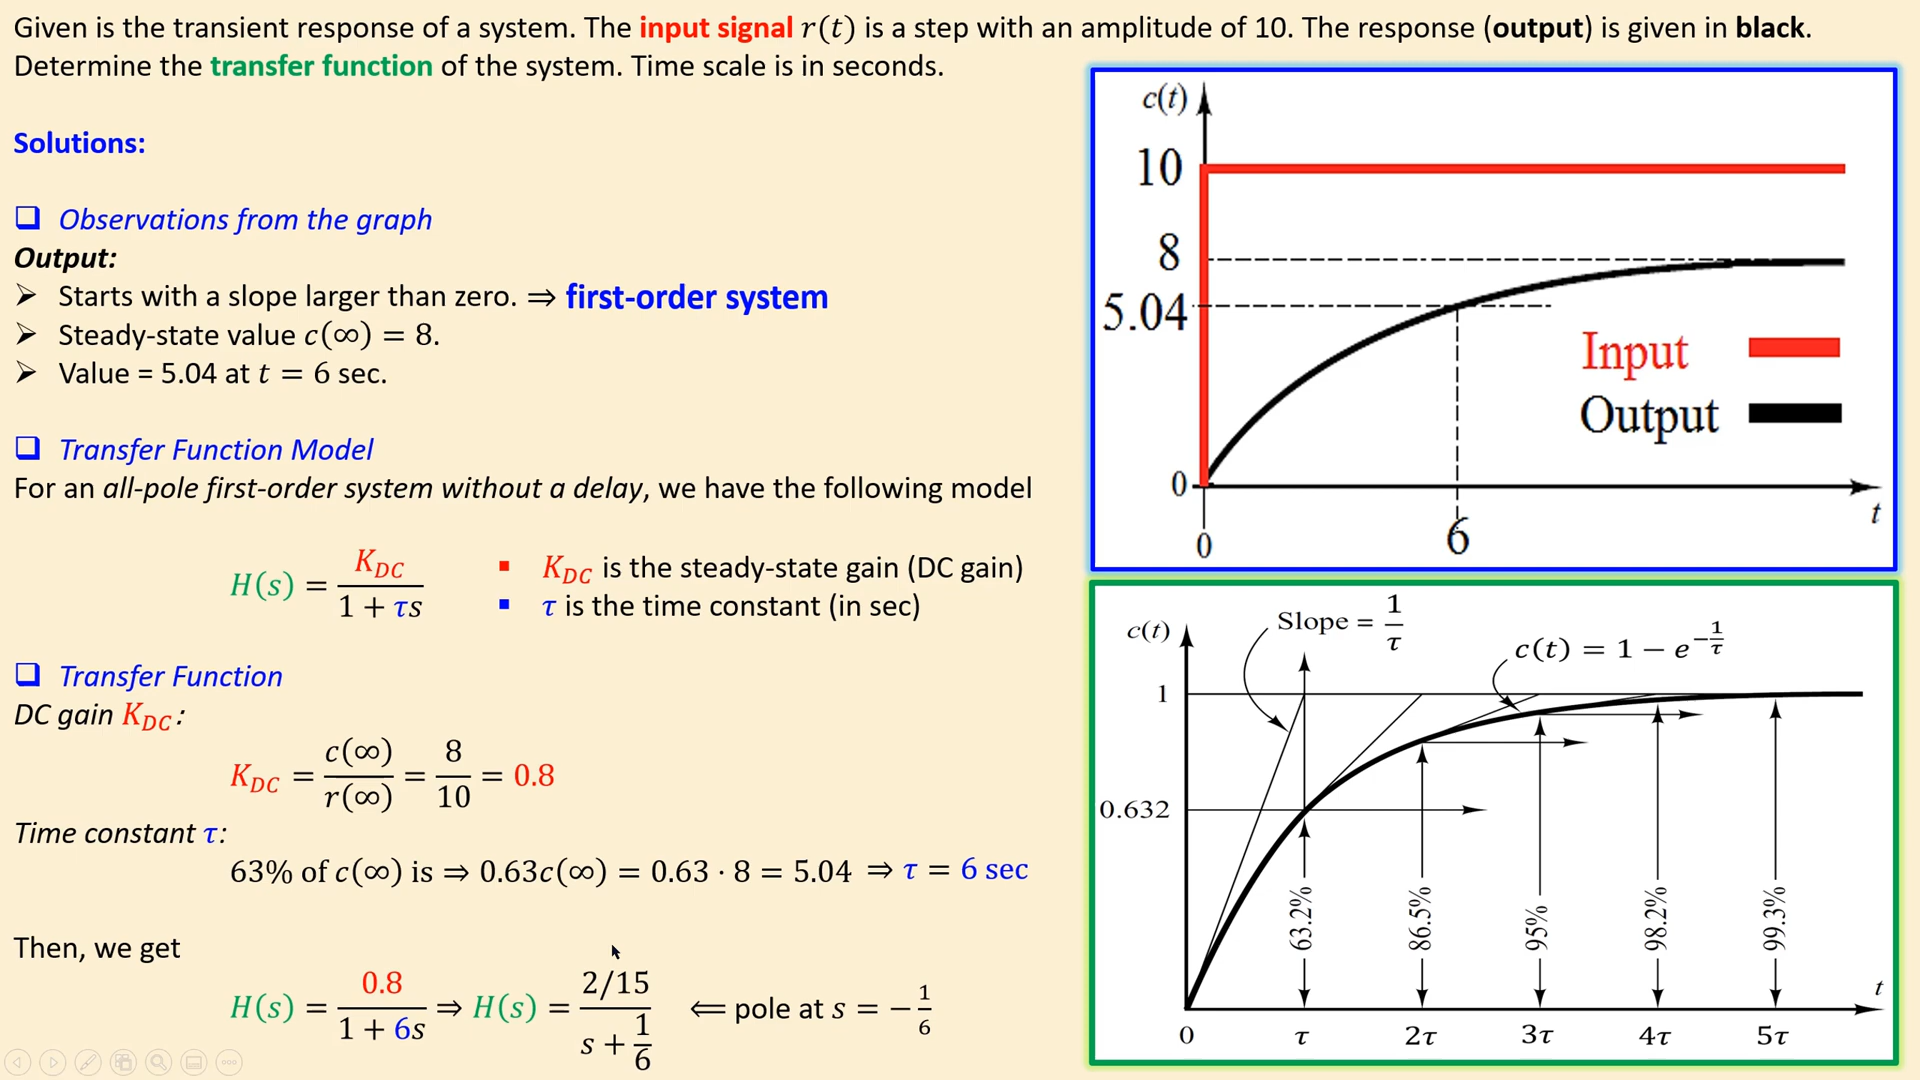 Given is the transient response of a system. The input signal r(t) is a step with an amplitude of 10. The response (output) is given in black.
Determine the transfer function of the system. Time scale is in seconds.
Solutions:
❑ Observations from the graph
Output:
➢ Starts with a slope larger than zero. ⇒ first-order system
➢ Steady-state value c(∞) = 8.
➢ Value = 5.04 at t = 6 sec.
❑ Transfer Function Model
For an all-pole first-order system without a delay, we have the following model
H(s) = K_DC / (1 + τs)
▪ K_DC is the steady-state gain (DC gain)
▪ τ is the time constant (in sec)
❑ Transfer Function
DC gain K_DC:
K_DC = c(∞) / r(∞) = 8 / 10 = 0.8
Time constant τ:
63% of c(∞) is ⇒ 0.63c(∞) = 0.63 · 8 = 5.04 ⇒ τ = 6 sec
Then, we get
H(s) = 0.8 / (1 + 6s) ⇒ H(s) = (2/15) / (s + 1/6) ⇐ pole at s = −1/6
c(t)
10
8
5.04
0
0
6
t
Input
Output
c(t)
Slope = 1/τ
c(t) = 1 − e^(−1/τ)
1
0.632
63.2%
86.5%
95%
98.2%
99.3%
t
0 τ 2τ 3τ 4τ 5τ